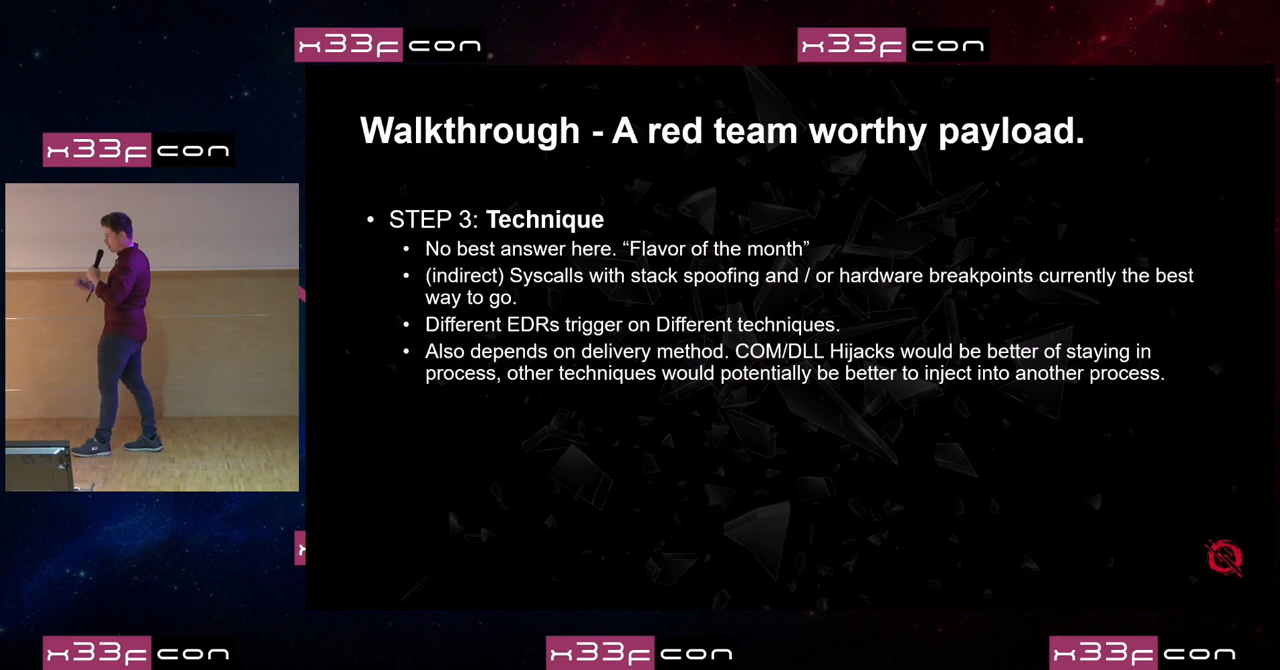 x33fcon
x33fcon
x33fcon
Walkthrough - A red team worthy payload.
• STEP 3: Technique
• No best answer here. “Flavor of the month”
• (indirect) Syscalls with stack spoofing and / or hardware breakpoints currently the best
way to go.
• Different EDRs trigger on Different techniques.
• Also depends on delivery method. COM/DLL Hijacks would be better of staying in
process, other techniques would potentially be better to inject into another process.
x33fcon
x33fcon
x33fcon